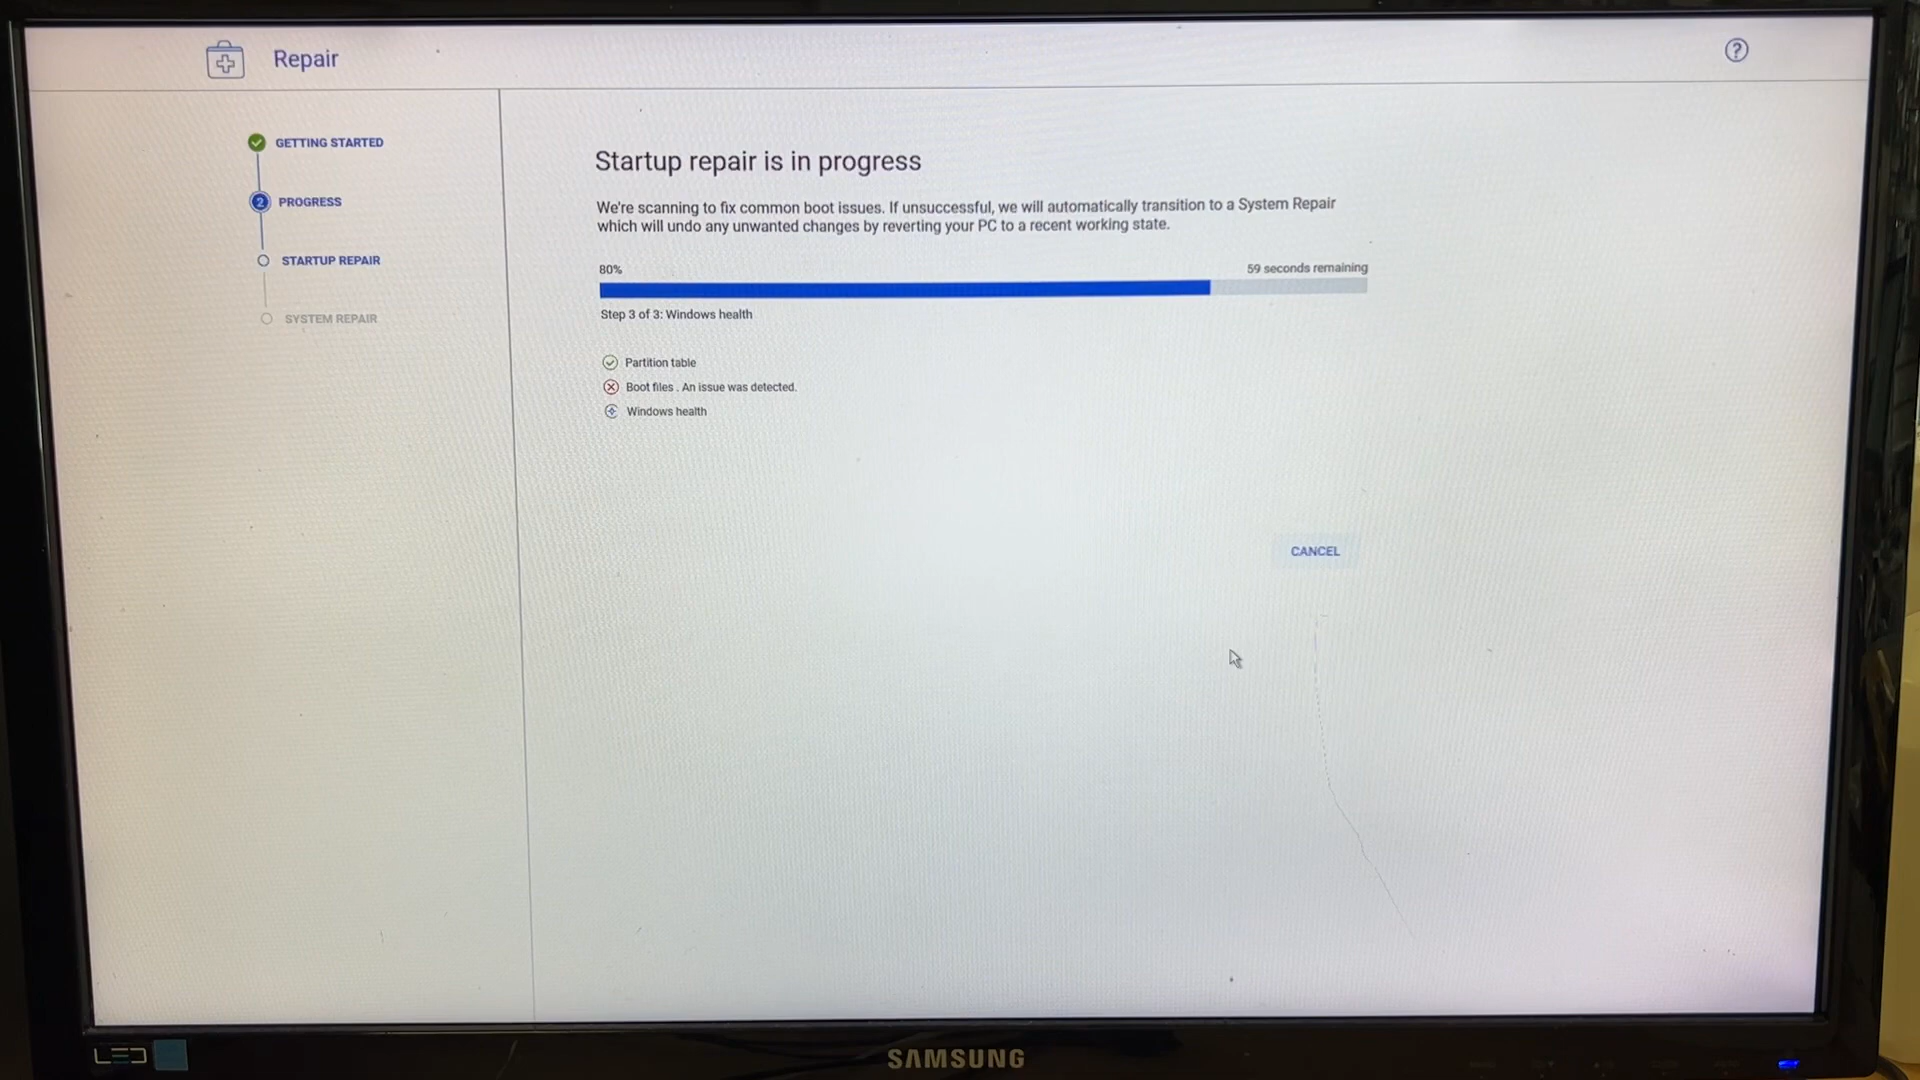 Repair
?
GETTING STARTED
2 PROGRESS
STARTUP REPAIR
SYSTEM REPAIR
Startup repair is in progress
We're scanning to fix common boot issues. If unsuccessful, we will automatically transition to a System Repair
which will undo any unwanted changes by reverting your PC to a recent working state.
80%
59 seconds remaining
Step 3 of 3: Windows health
Partition table
Boot files . An issue was detected.
Windows health
CANCEL
LED
SAMSUNG